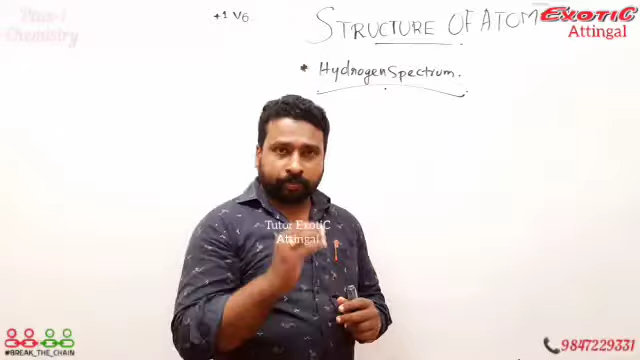 Plus-1
Chemistry
+1 V6
STRUCTURE OF ATOM
EXOTIC
Attingal
* Hydrogen Spectrum.
Tutor ExotiC
Attingal
#BREAK_THE_CHAIN
9847229331